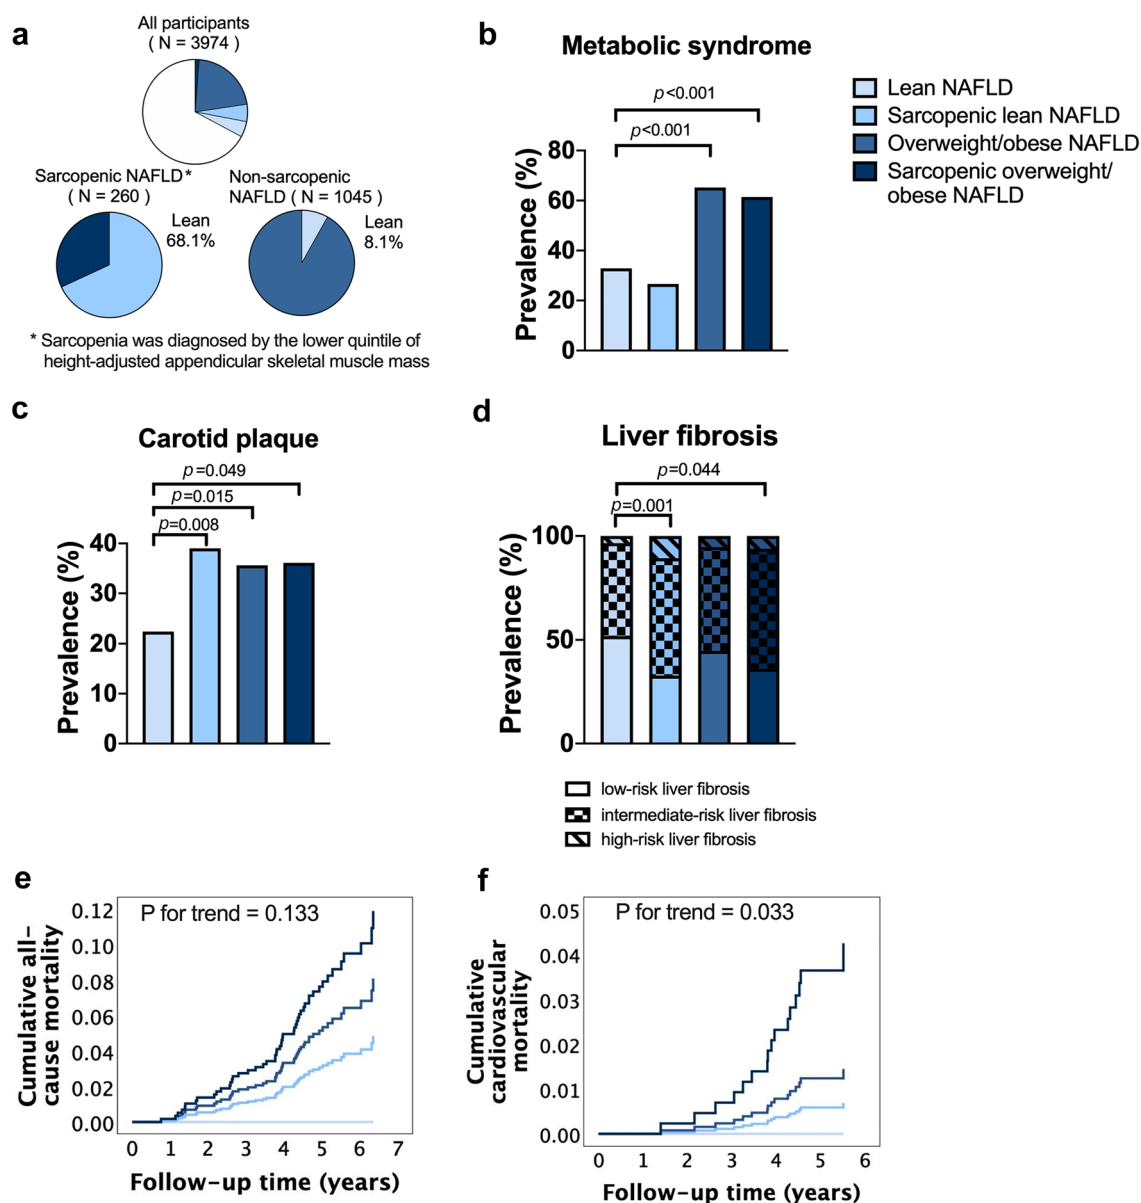 a
All participants
( N = 3974 )
Sarcopenic NAFLD*
( N = 260 )
Lean
68.1%
Non-sarcopenic
NAFLD ( N = 1045 )
Lean
8.1%
* Sarcopenia was diagnosed by the lower quintile of
height-adjusted appendicular skeletal muscle mass
b
Metabolic syndrome
p<0.001
p<0.001
Prevalence (%)
80
60
40
20
0
Lean NAFLD
Sarcopenic lean NAFLD
Overweight/obese NAFLD
Sarcopenic overweight/
obese NAFLD
c
Carotid plaque
p=0.049
p=0.015
p=0.008
Prevalence (%)
40
30
20
10
0
d
Liver fibrosis
p=0.044
p=0.001
Prevalence (%)
100
50
0
low-risk liver fibrosis
intermediate-risk liver fibrosis
high-risk liver fibrosis
e
P for trend = 0.133
Cumulative all-
cause mortality
0.12
0.10
0.08
0.06
0.04
0.02
0.00
0 1 2 3 4 5 6 7
Follow-up time (years)
f
P for trend = 0.033
Cumulative
cardiovascular
mortality
0.05
0.04
0.03
0.02
0.01
0.00
0 1 2 3 4 5 6
Follow-up time (years)